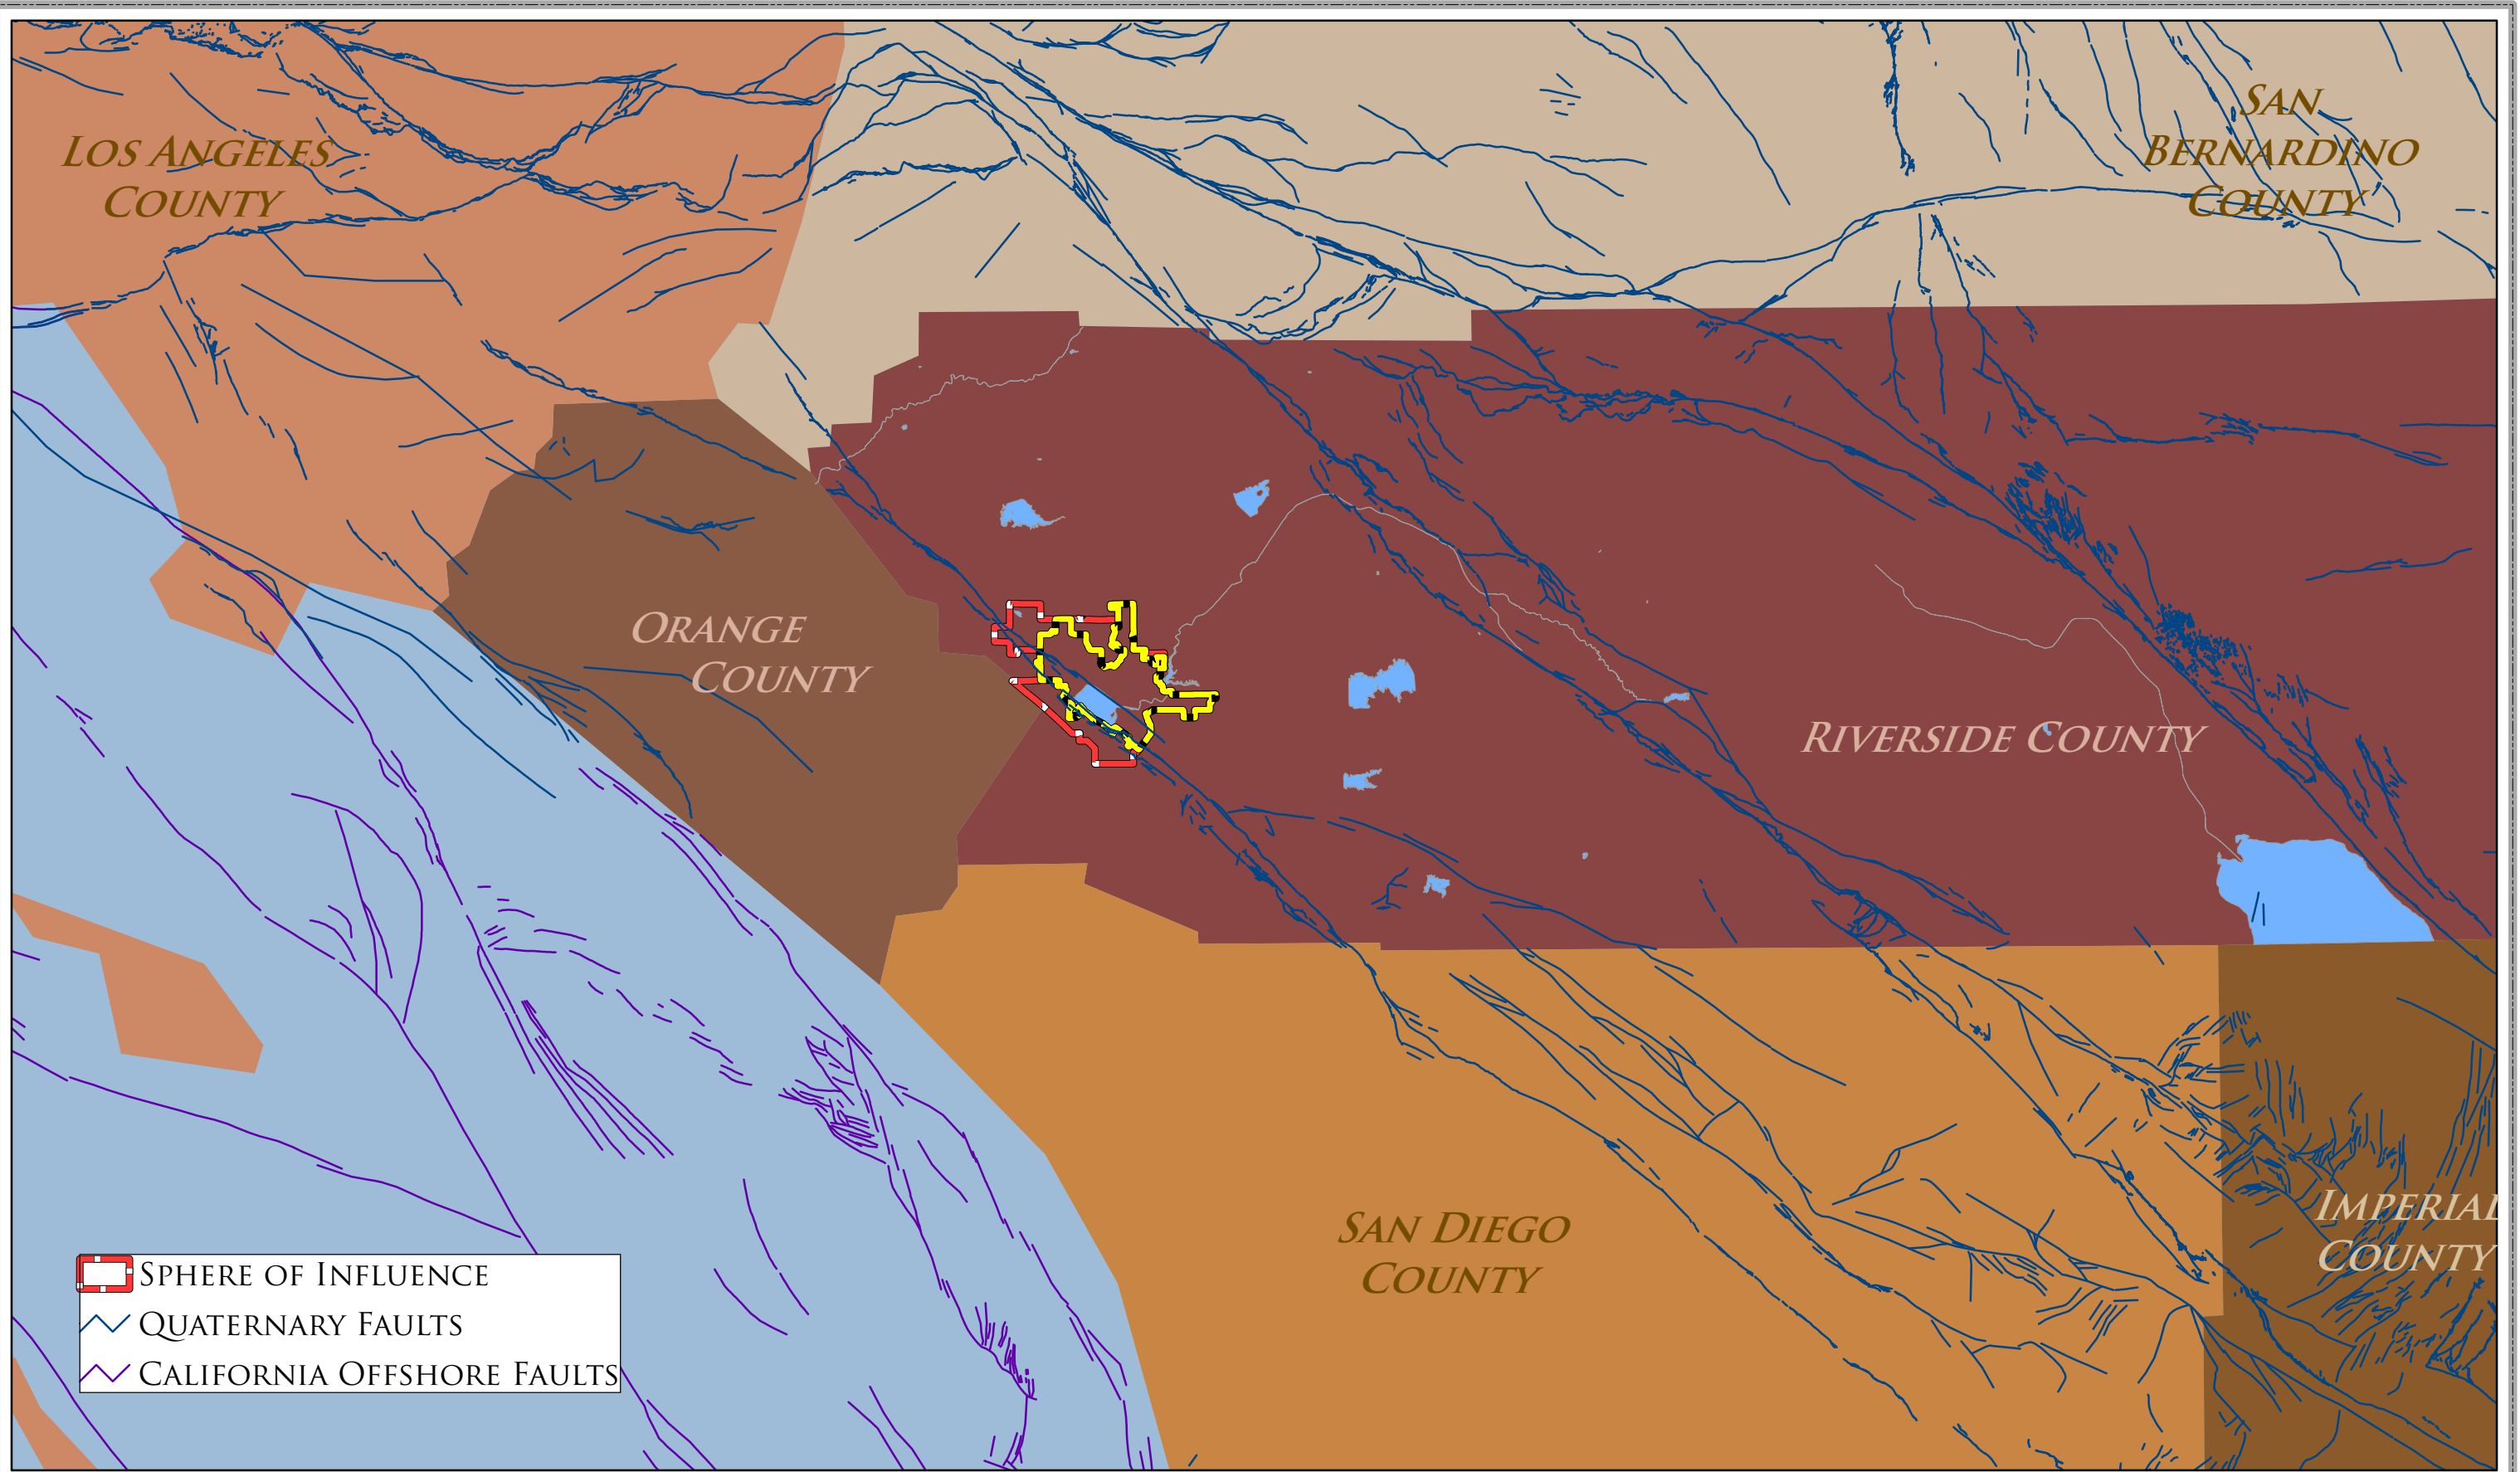 LOS ANGELES
COUNTY
SAN
BERNARDINO
COUNTY
ORANGE
COUNTY
RIVERSIDE COUNTY
SAN DIEGO
COUNTY
IMPERIAL
COUNTY
SPHERE OF INFLUENCE
QUATERNARY FAULTS
CALIFORNIA OFFSHORE FAULTS